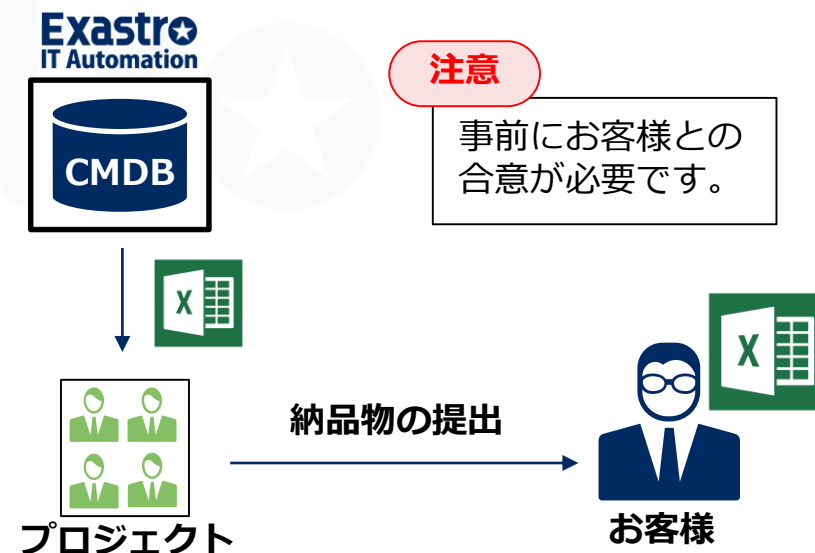 Exastro
IT Automation
CMDB
注意
事前にお客様との
合意が必要です。
X
X
納品物の提出
プロジェクト
お客様